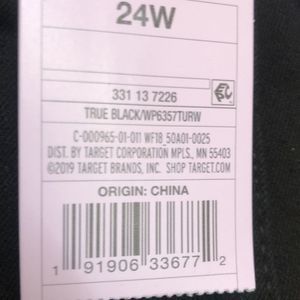 24W
331 13 7226
TRUE BLACK/WP6357TURW
C-000965-01-011 WF18_50A01-0025
DIST. BY TARGET CORPORATION MPLS., MN 55403
©2019 TARGET BRANDS, INC. SHOP TARGET.COM
ORIGIN: CHINA
1 91906 33677 2